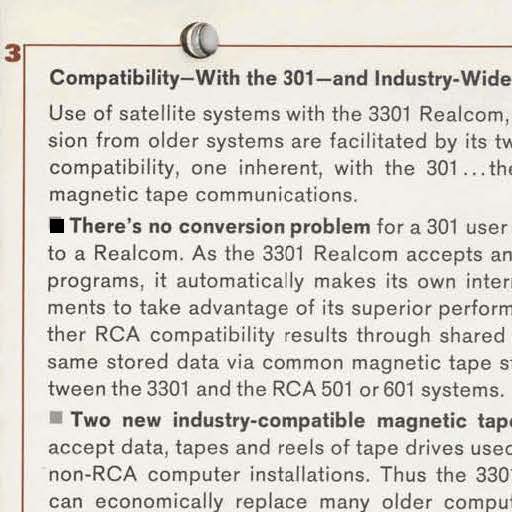 3
Compatibility—With the 301—and Industry-Wide
Use of satellite systems with the 3301 Realcom,
sion from older systems are facilitated by its tw
compatibility, one inherent, with the 301...the
magnetic tape communications.
■ There's no conversion problem for a 301 user
to a Realcom. As the 3301 Realcom accepts an
programs, it automatically makes its own inter
ments to take advantage of its superior perform
ther RCA compatibility results through shared
same stored data via common magnetic tape s
tween the 3301 and the RCA 501 or 601 systems.
■ Two new industry-compatible magnetic tape
accept data, tapes and reels of tape drives used
non-RCA computer installations. Thus the 330
can economically replace many older comput